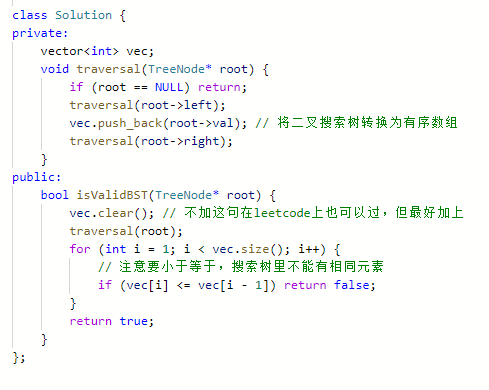 class Solution {
private:
    vector<int> vec;
    void traversal(TreeNode* root) {
        if (root == NULL) return;
        traversal(root->left);
        vec.push_back(root->val); // 将二叉搜索树转换为有序数组
        traversal(root->right);
    }
public:
    bool isValidBST(TreeNode* root) {
        vec.clear(); // 不加这句在leetcode上也可以过，但最好加上
        traversal(root);
        for (int i = 1; i < vec.size(); i++) {
            // 注意要小于等于，搜索树里不能有相同元素
            if (vec[i] <= vec[i - 1]) return false;
        }
        return true;
    }
};